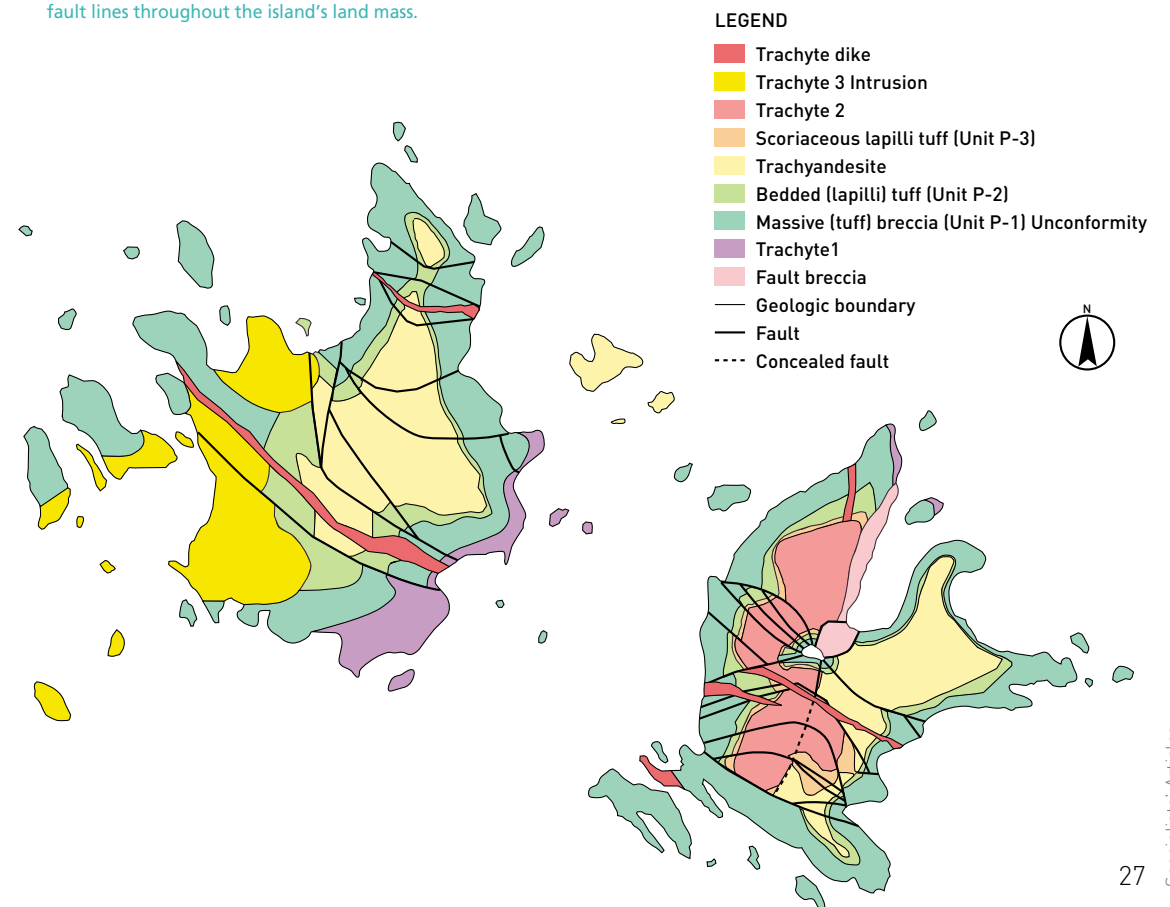 fault lines throughout the island's land mass.
LEGEND
Trachyte dike
Trachyte 3 Intrusion
Trachyte 2
Scoriaceous lapilli tuff (Unit P-3)
Trachyandesite
Bedded (lapilli) tuff (Unit P-2)
Massive (tuff) breccia (Unit P-1) Unconformity
Trachyte1
Fault breccia
Geologic boundary
Fault
Concealed fault
N
27